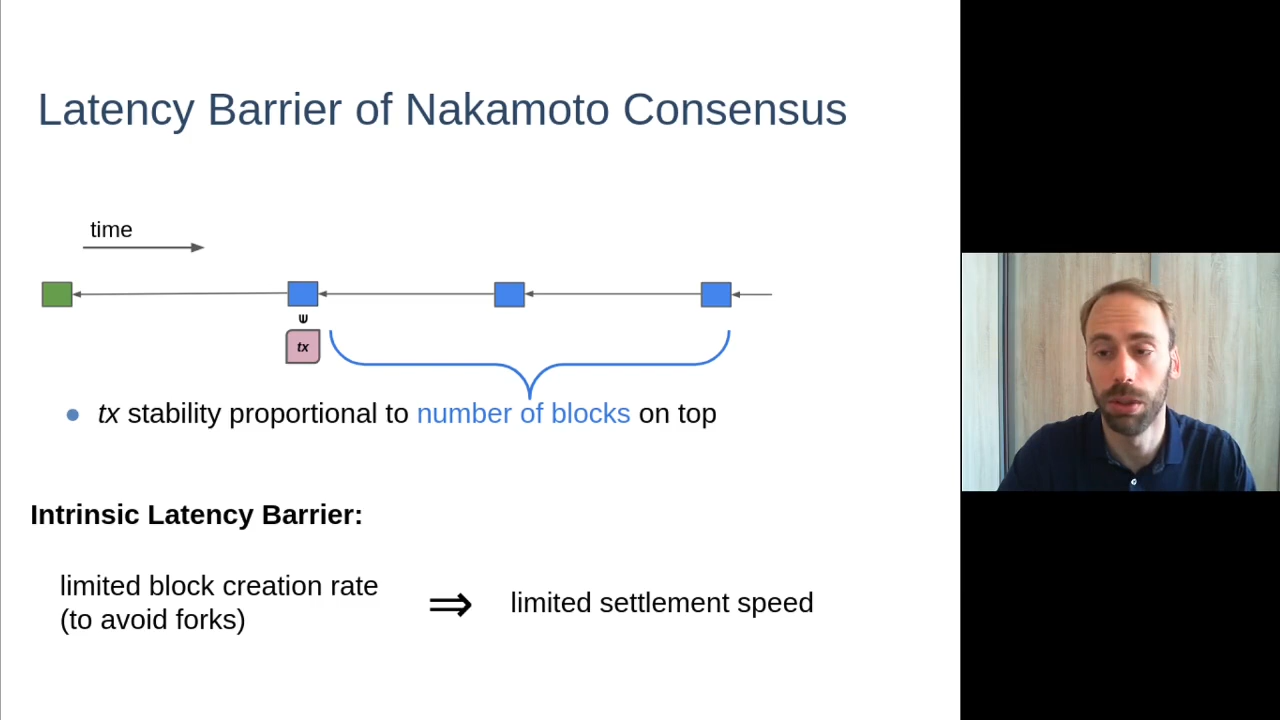 Latency Barrier of Nakamoto Consensus
time
⋓
tx
tx stability proportional to number of blocks on top
Intrinsic Latency Barrier:
limited block creation rate
(to avoid forks)
⇒
limited settlement speed